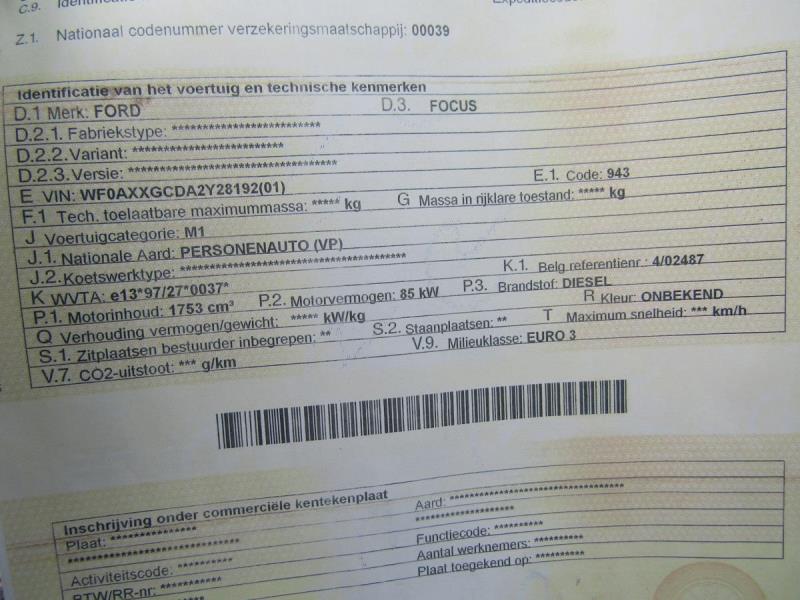 C.9. Identific
Z.1. Nationaal codenummer verzekeringsmaatschappij: 00039
Identificatie van het voertuig en technische kenmerken
D.1 Merk: FORD D.3. FOCUS
D.2.1. Fabriekstype: *************************
D.2.2. Variant: *************************
D.2.3. Versie: ***********************************
E VIN: WF0AXXGCDA2Y28192(01) E.1. Code: 943
F.1 Tech. toelaatbare maximummassa: ***** kg G Massa in rijklare toestand: ***** kg
J Voertuigcategorie: M1
J.1. Nationale Aard: PERSONENAUTO (VP)
J.2. Koetswerktype: ***********************************
K WVTA: e13*97/27*0037* K.1. Belg referentienr.: 4/02487
P.1. Motorinhoud: 1753 cm³ P.2. Motorvermogen: 85 kW P.3. Brandstof: DIESEL
Q Verhouding vermogen/gewicht: ***** kW/kg R Kleur: ONBEKEND
S.1. Zitplaatsen bestuurder inbegrepen: ** S.2. Staanplaatsen: ** T Maximum snelheid: *** km/h
V.7. CO2-uitstoot: *** g/km V.9. Milieuklasse: EURO 3
Inschrijving onder commerciële kentekenplaat
Plaat: *************** Aard: ***********************************
****************************** *****************
Activiteitscode: *********** Functiecode: **********
BTW/RR-nr: *********** Aantal werknemers: **********
Plaat toegekend op: **********